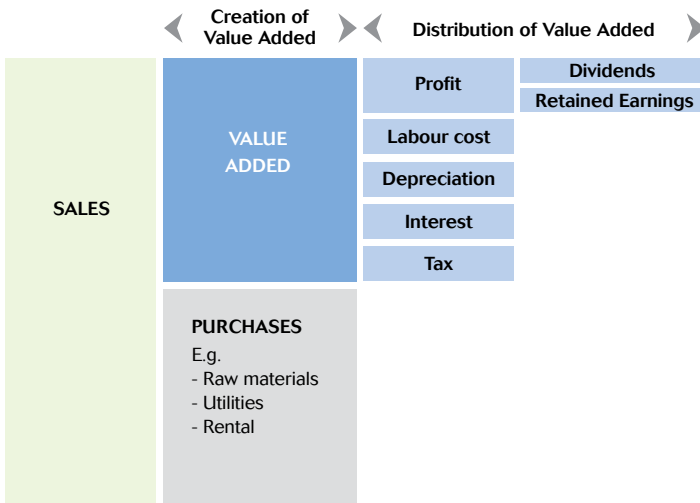 Creation of
Value Added
Distribution of Value Added
SALES
VALUE
ADDED
Profit
Dividends
Retained Earnings
Labour cost
Depreciation
Interest
Tax
PURCHASES
E.g.
- Raw materials
- Utilities
- Rental